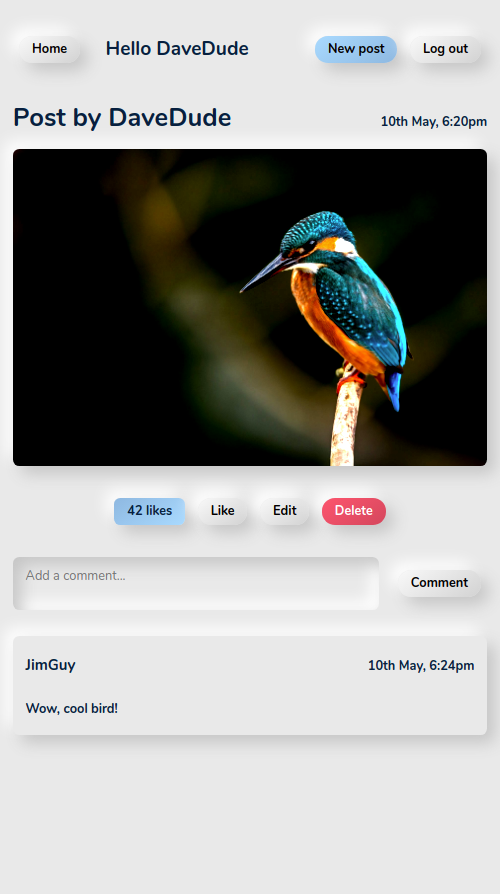 Home Hello DaveDude New post Log out
Post by DaveDude 10th May, 6:20pm
42 likes Like Edit Delete
Add a comment... Comment
JimGuy 10th May, 6:24pm
Wow, cool bird!